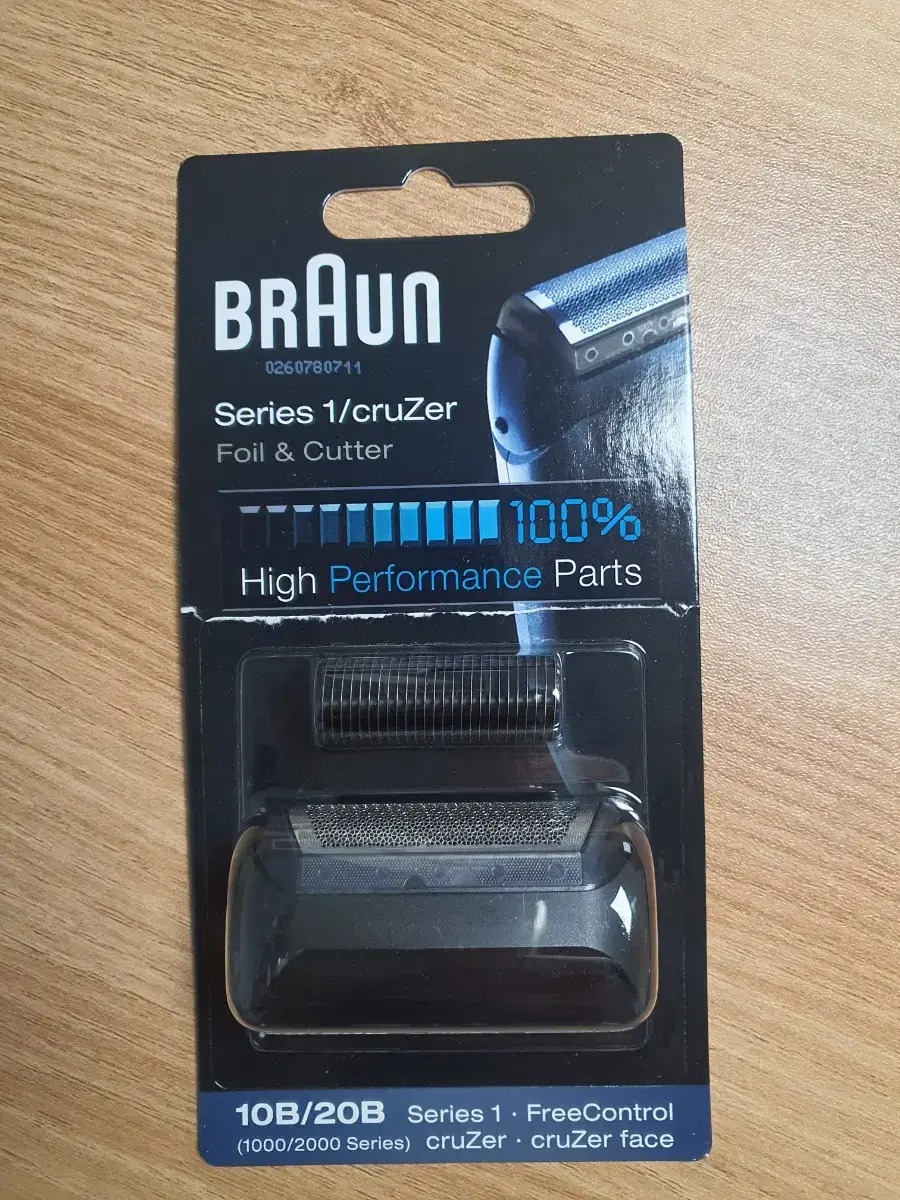 BRAUN
0260780711
Series 1/cruZer
Foil & Cutter
100%
High Performance Parts
10B/20B Series 1 · FreeControl
(1000/2000 Series) cruZer · cruZer face